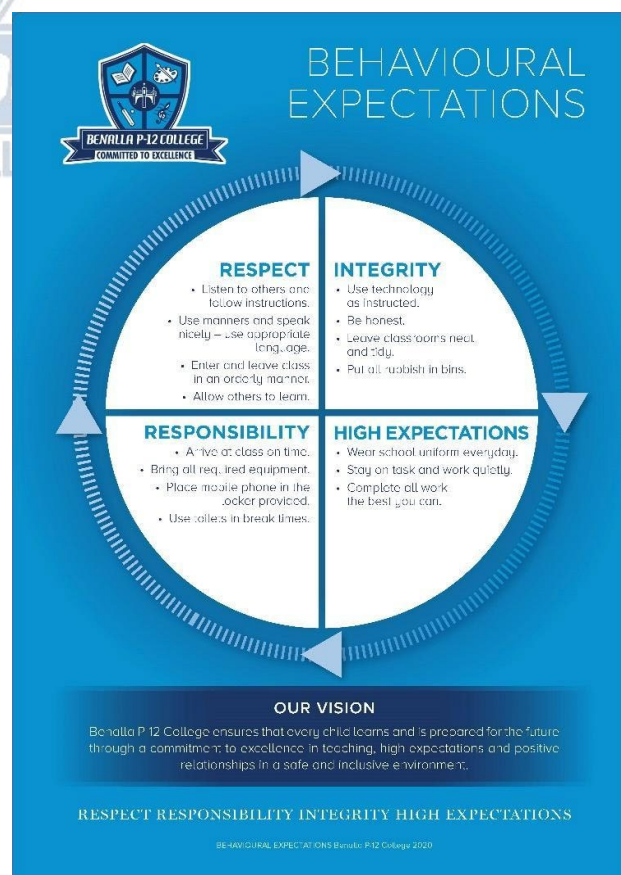 BENALLA P-12 COLLEGE
COMMITTED TO EXCELLENCE
BEHAVIOURAL
EXPECTATIONS
RESPECT
• Listen to others and
follow instructions.
• Use manners and speak
nicely – use appropriate
language.
• Enter and leave class
in an orderly manner.
• Allow others to learn.
INTEGRITY
• Use technology
as instructed.
• Be honest.
• Leave classrooms neat
and tidy.
• Put all rubbish in bins.
RESPONSIBILITY
• Arrive at class on time.
• Bring all required equipment.
• Place mobile phone in the
locker provided.
• Use toilets in break times.
HIGH EXPECTATIONS
• Wear school uniform everyday.
• Stay on task and work quietly.
• Complete all work
the best you can.
OUR VISION
Benalla P-12 College ensures that every child learns and is prepared for the future
through a commitment to excellence in teaching, high expectations and positive
relationships in a safe and inclusive environment.
RESPECT RESPONSIBILITY INTEGRITY HIGH EXPECTATIONS
BEHAVIOURAL EXPECTATIONS Benalla P-12 College 2020